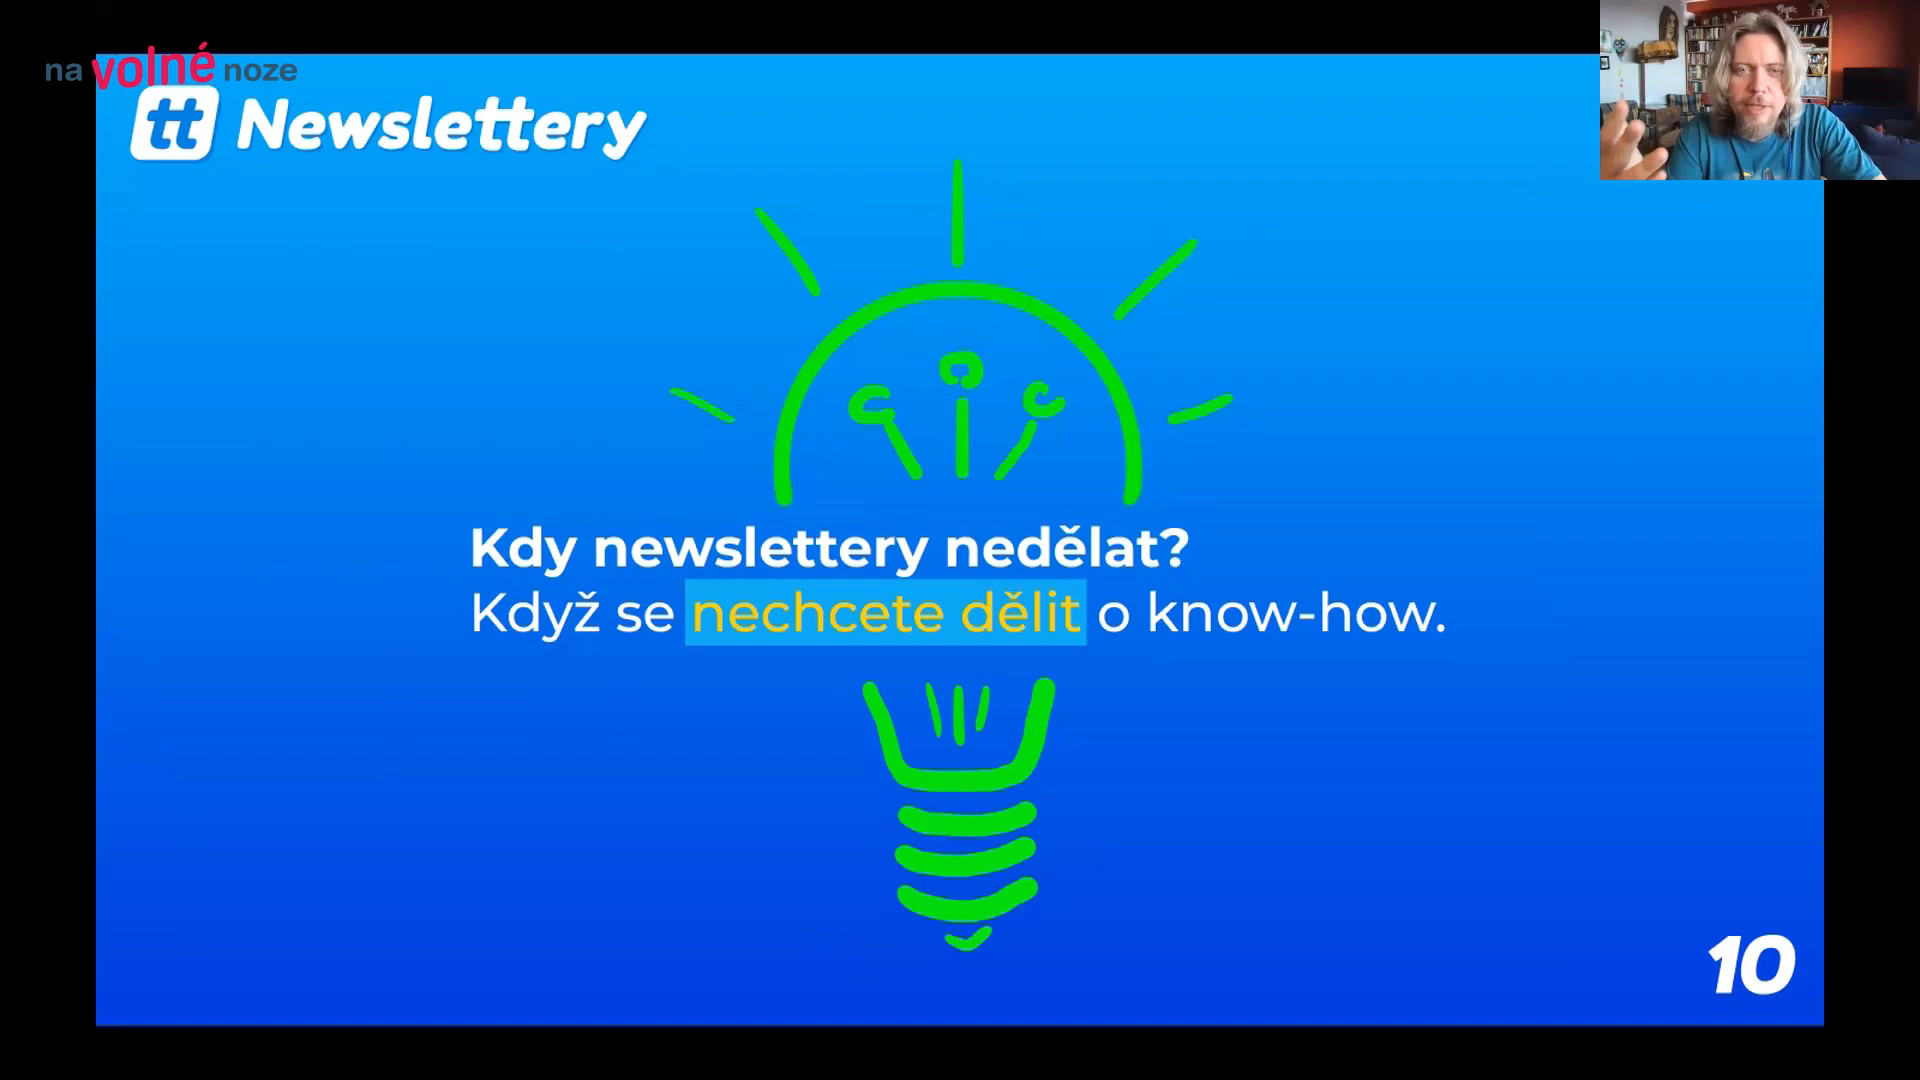 na volné noze
tt Newslettery
Kdy newslettery nedělat?
Když se nechcete dělit o know-how.
10